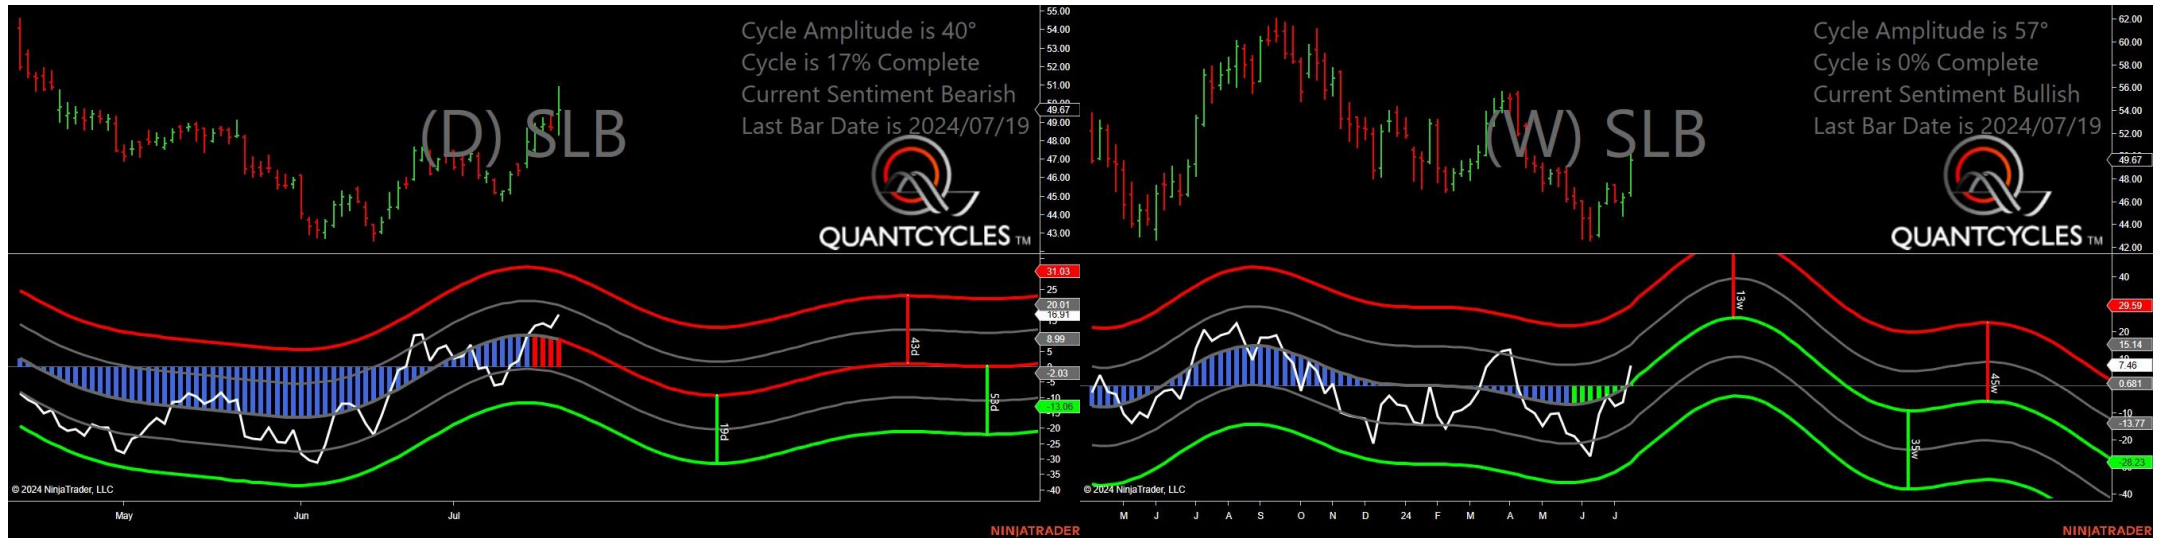 Cycle Amplitude is 40°
Cycle is 17% Complete
Current Sentiment Bearish
Last Bar Date is 2024/07/19
(D) SLB
QUANTCYCLES TM
55.00
54.00
53.00
52.00
51.00
49.67
49.00
48.00
47.00
46.00
45.00
44.00
43.00
31.03
25
20.01
16.91
8.99
5
-2.03
-5
-13.06
-20
-25
-30
-35
-40
19d
43d
53d
© 2024 NinjaTrader, LLC
May Jun Jul
NINJATRADER
Cycle Amplitude is 57°
Cycle is 0% Complete
Current Sentiment Bullish
Last Bar Date is 2024/07/19
(W) SLB
QUANTCYCLES TM
62.00
60.00
58.00
56.00
54.00
52.00
49.67
48.00
46.00
44.00
42.00
40
29.59
20
15.14
7.46
0.681
-10
-13.77
-20
-28.23
-40
13w
35w
45w
© 2024 NinjaTrader, LLC
M J J A S O N D 24 F M A M J J
NINJATRADER